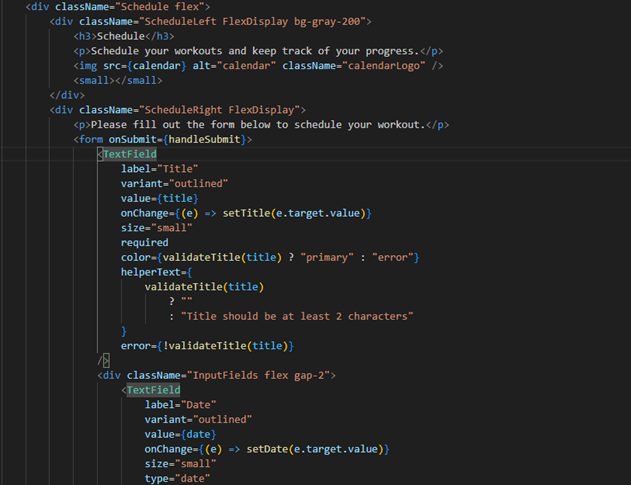 <div className="Schedule flex">
<div className="ScheduleLeft FlexDisplay bg-gray-200">
<h3>Schedule</h3>
<p>Schedule your workouts and keep track of your progress.</p>
<img src={calendar} alt="calendar" className="calendarLogo" />
<small></small>
</div>
<div className="ScheduleRight FlexDisplay">
<p>Please fill out the form below to schedule your workout.</p>
<form onSubmit={handleSubmit}>
<TextField
label="Title"
variant="outlined"
value={title}
onChange={(e) => setTitle(e.target.value)}
size="small"
required
color={validateTitle(title) ? "primary" : "error"}
helperText={
validateTitle(title)
? ""
: "Title should be at least 2 characters"
}
error={!validateTitle(title)}
/>
<div className="InputFields flex gap-2">
<TextField
label="Date"
variant="outlined"
value={date}
onChange={(e) => setDate(e.target.value)}
size="small"
type="date"